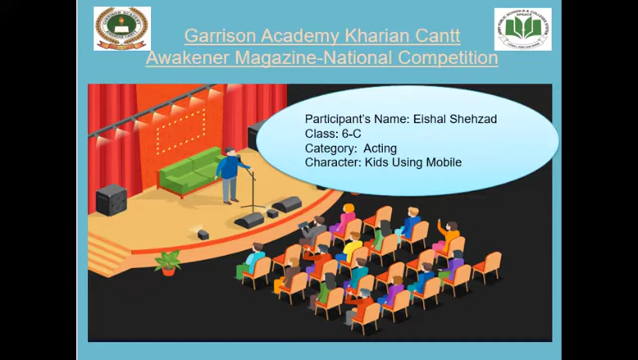 Garrison Academy Kharian Cantt
Awakener Magazine-National Competition
Participant's Name: Eishal Shehzad
Class: 6-C
Category: Acting
Character: Kids Using Mobile